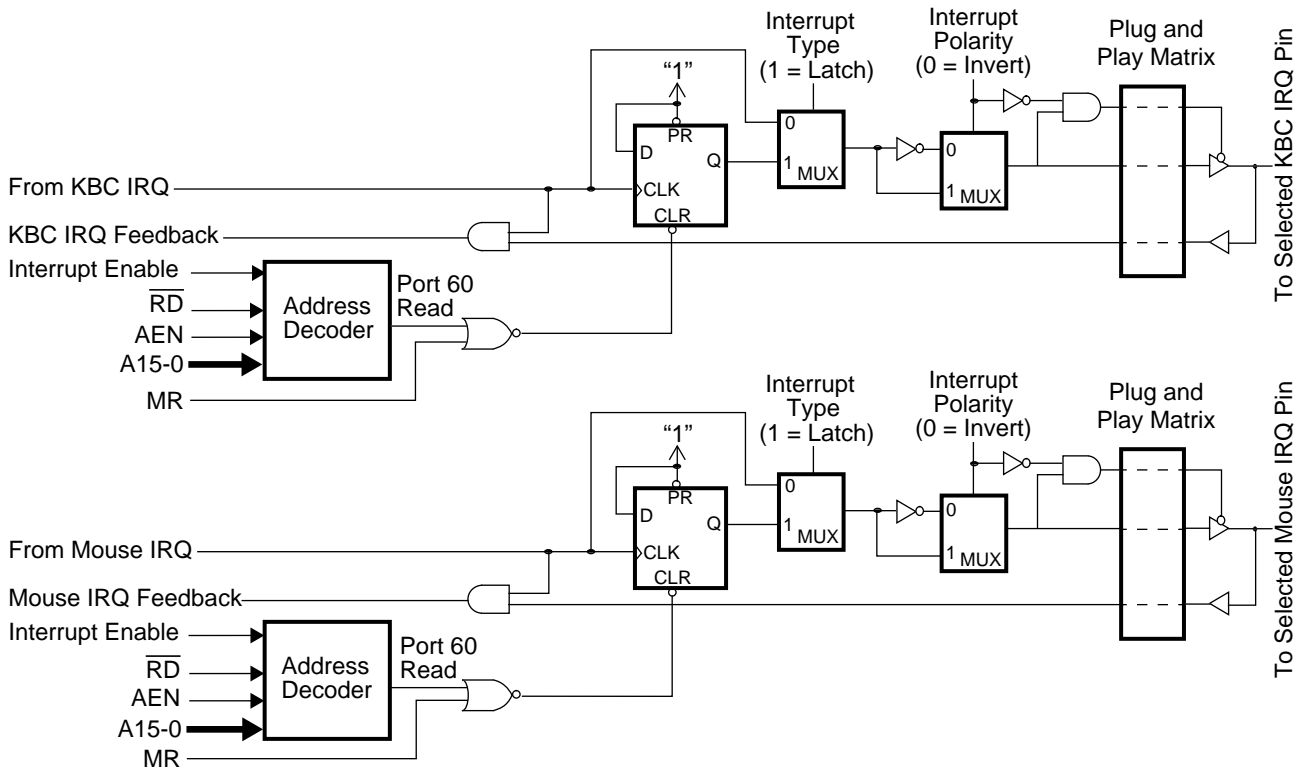 Interrupt
Type
(1 = Latch)
Interrupt
Polarity
(0 = Invert)
Plug and
Play Matrix
“1”
PR
D
Q
CLK
CLR
0
1
MUX
0
1
MUX
From KBC IRQ
KBC IRQ Feedback
Interrupt Enable
RD
AEN
A15-0
MR
Address
Decoder
Port 60
Read
To Selected KBC IRQ Pin
Interrupt
Type
(1 = Latch)
Interrupt
Polarity
(0 = Invert)
Plug and
Play Matrix
“1”
PR
D
Q
CLK
CLR
0
1
MUX
0
1
MUX
From Mouse IRQ
Mouse IRQ Feedback
Interrupt Enable
RD
AEN
A15-0
MR
Address
Decoder
Port 60
Read
To Selected Mouse IRQ Pin